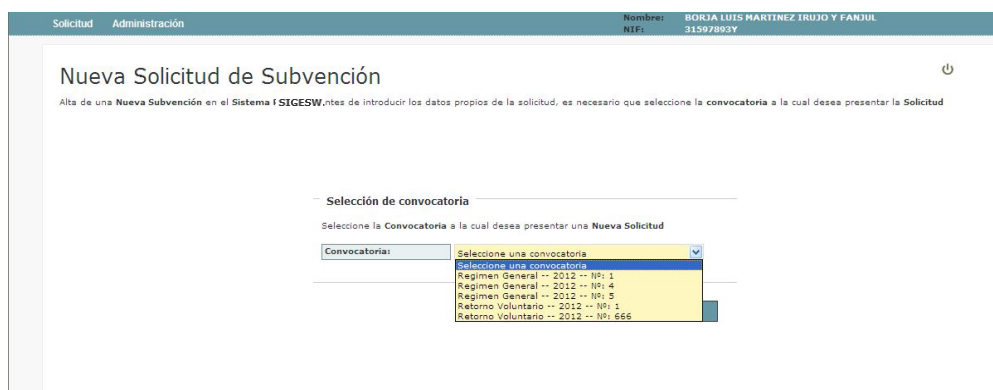 Solicitud Administración Nombre: BORJA LUIS MARTINEZ IRUJO Y FANJUL
NIF: 31597893Y
Nueva Solicitud de Subvención
Alta de una Nueva Subvención en el Sistema SIGESW.ntes de introducir los datos propios de la solicitud, es necesario que seleccione la convocatoria a la cual desea presentar la Solicitud
Selección de convocatoria
Seleccione la Convocatoria a la cual desea presentar una Nueva Solicitud
Convocatoria: Seleccione una convocatoria
Seleccione una convocatoria
Regimen General -- 2012 -- Nº: 1
Regimen General -- 2012 -- Nº: 4
Regimen General -- 2012 -- Nº: 5
Retorno Voluntario -- 2012 -- Nº: 1
Retorno Voluntario -- 2012 -- Nº: 666